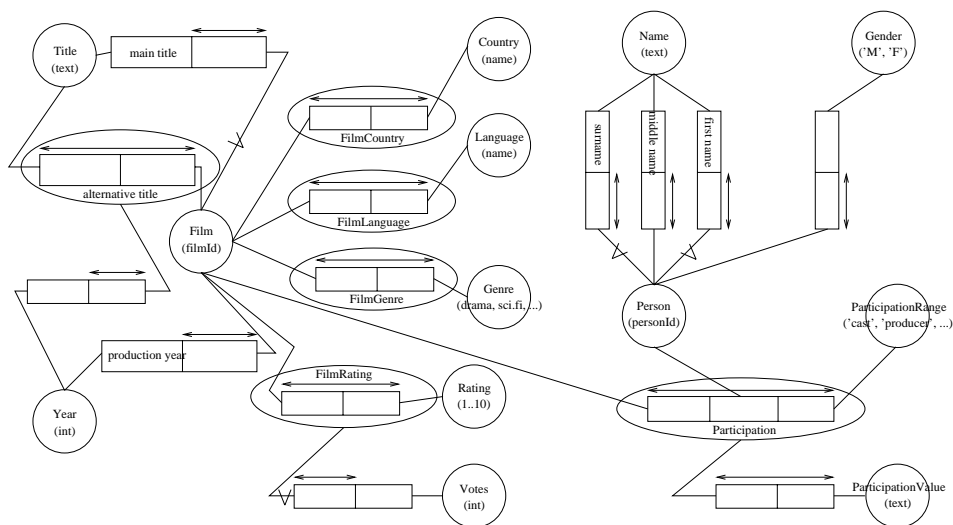 Title
(text)
main title
Country
(name)
Name
(text)
Gender
('M', 'F')
FilmCountry
surname
middle name
first name
Language
(name)
alternative title
FilmLanguage
Film
(filmId)
FilmGenre
Genre
(drama, sci.fi, ...)
Person
(personId)
ParticipationRange
('cast', 'producer', ...)
production year
FilmRating
Rating
(1..10)
Year
(int)
Participation
Votes
(int)
ParticipationValue
(text)